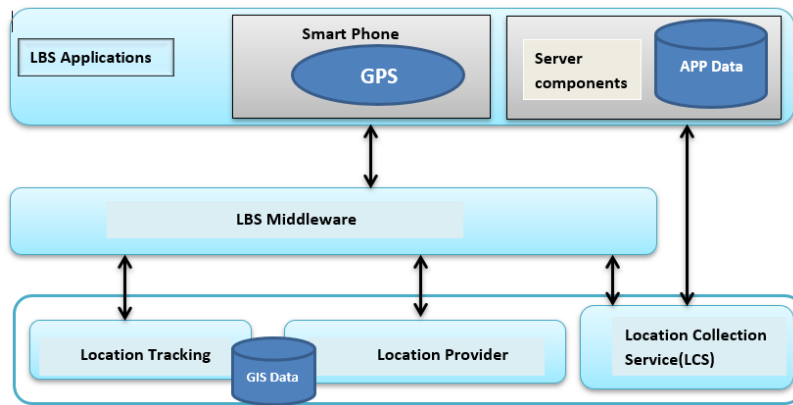 LBS Applications
Smart Phone
GPS
Server
components
APP Data
LBS Middleware
Location Tracking
GIS Data
Location Provider
Location Collection
Service(LCS)